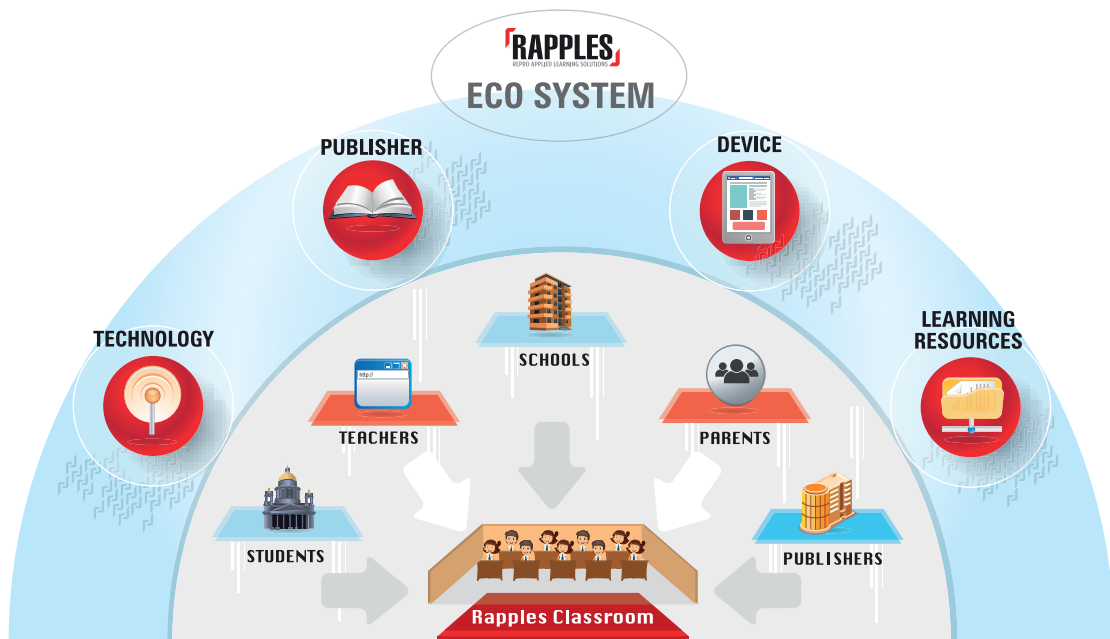 RAPPLES
REPRO APPLIED LEARNING SOLUTIONS
ECO SYSTEM
PUBLISHER
DEVICE
TECHNOLOGY
LEARNING
RESOURCES
SCHOOLS
http://
TEACHERS
PARENTS
STUDENTS
PUBLISHERS
Rapples Classroom